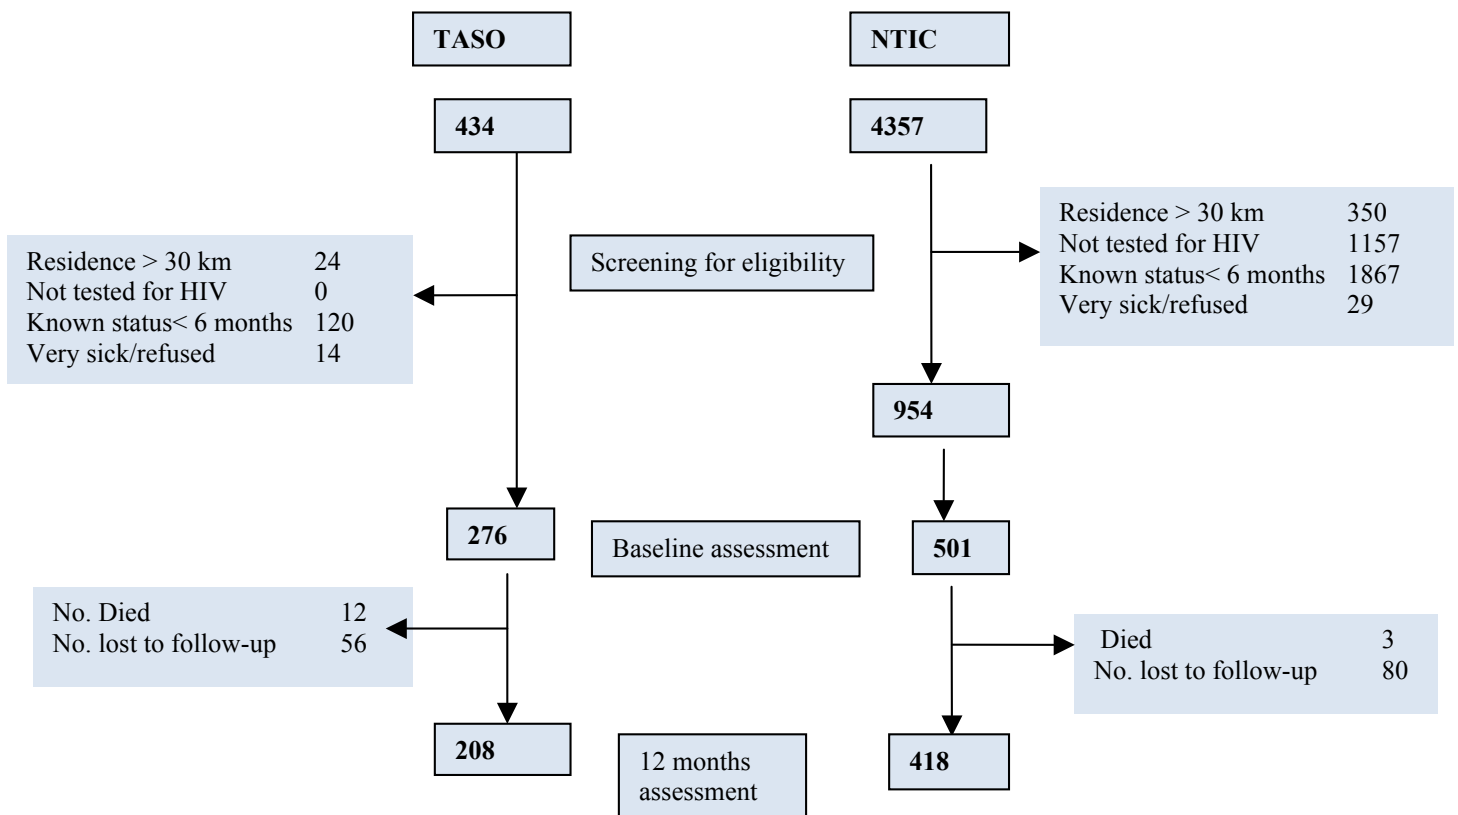 TASO
NTIC
434
4357
Residence > 30 km 24
Not tested for HIV 0
Known status< 6 months 120
Very sick/refused 14
Screening for eligibility
Residence > 30 km 350
Not tested for HIV 1157
Known status< 6 months 1867
Very sick/refused 29
954
276
Baseline assessment
501
No. Died 12
No. lost to follow-up 56
Died 3
No. lost to follow-up 80
208
12 months
assessment
418